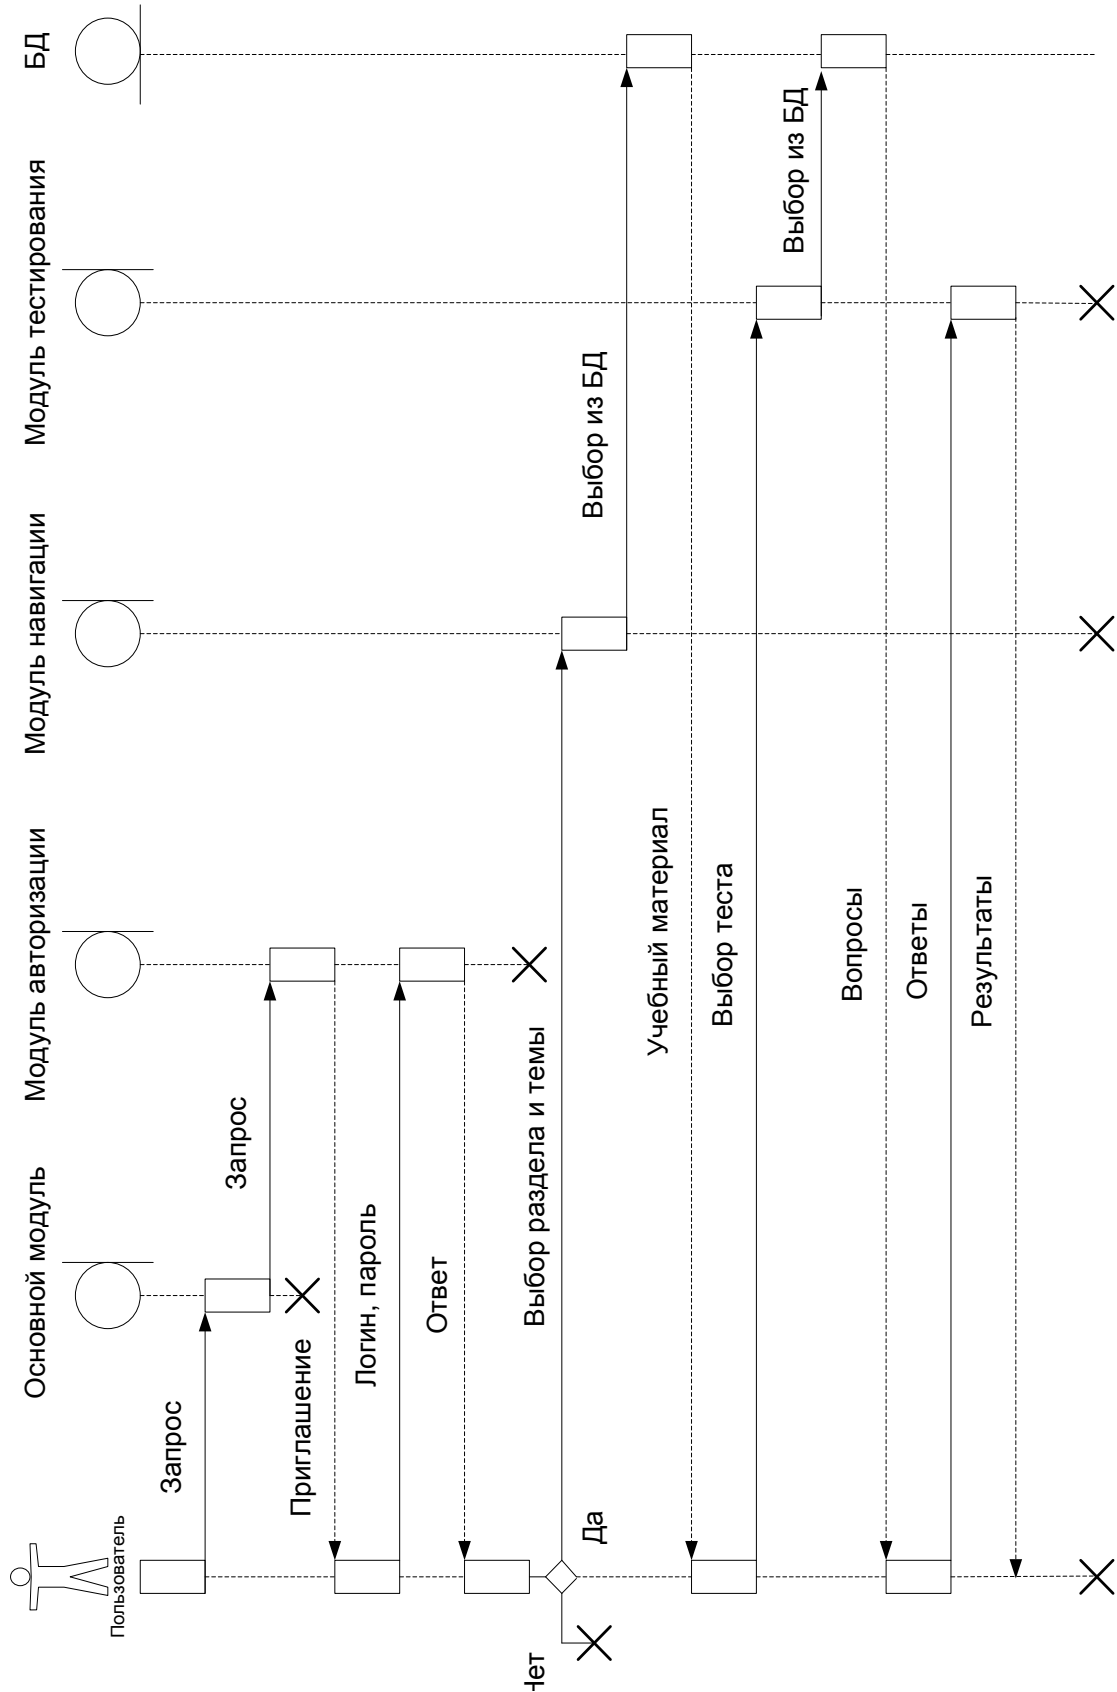 Пользователь
Основной модуль
Модуль авторизации
Модуль навигации
Модуль тестирования
БД
Запрос
Запрос
Приглашение
Логин, пароль
Ответ
Выбор раздела и темы
Да
Нет
Выбор из БД
Учебный материал
Выбор теста
Выбор из БД
Вопросы
Ответы
Результаты